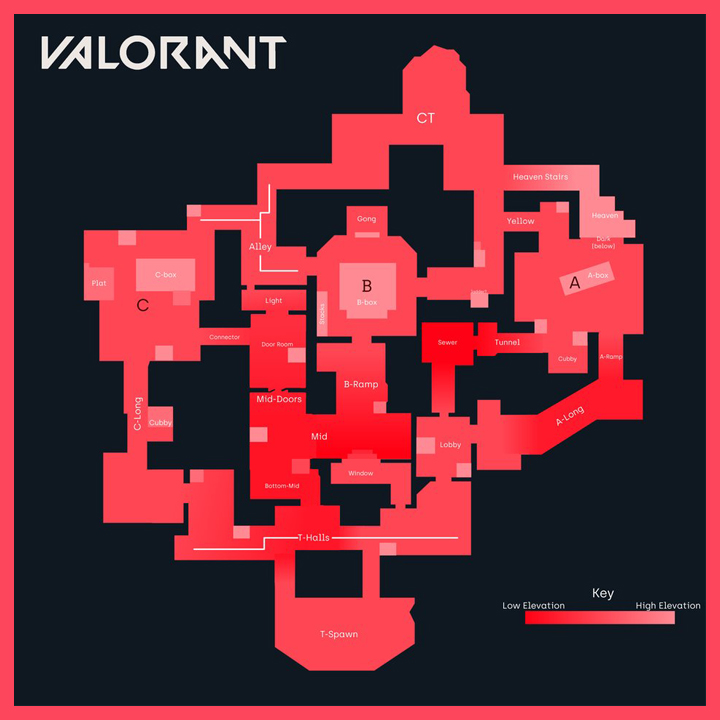 VALORANT
CT
Heaven Stairs
Heaven
Gong
Yellow
Dark
(below)
Alley
C-box
Plat
C
B
B-box
A
A-box
Light
Stacks
Connector
Door Room
Sewer
Tunnel
Cubby
A-Ramp
B-Ramp
Mid-Doors
C-Long
Cubby
Mid
A-Long
Lobby
Window
Bottom-Mid
T-Halls
T-Spawn
Key
Low Elevation
High Elevation